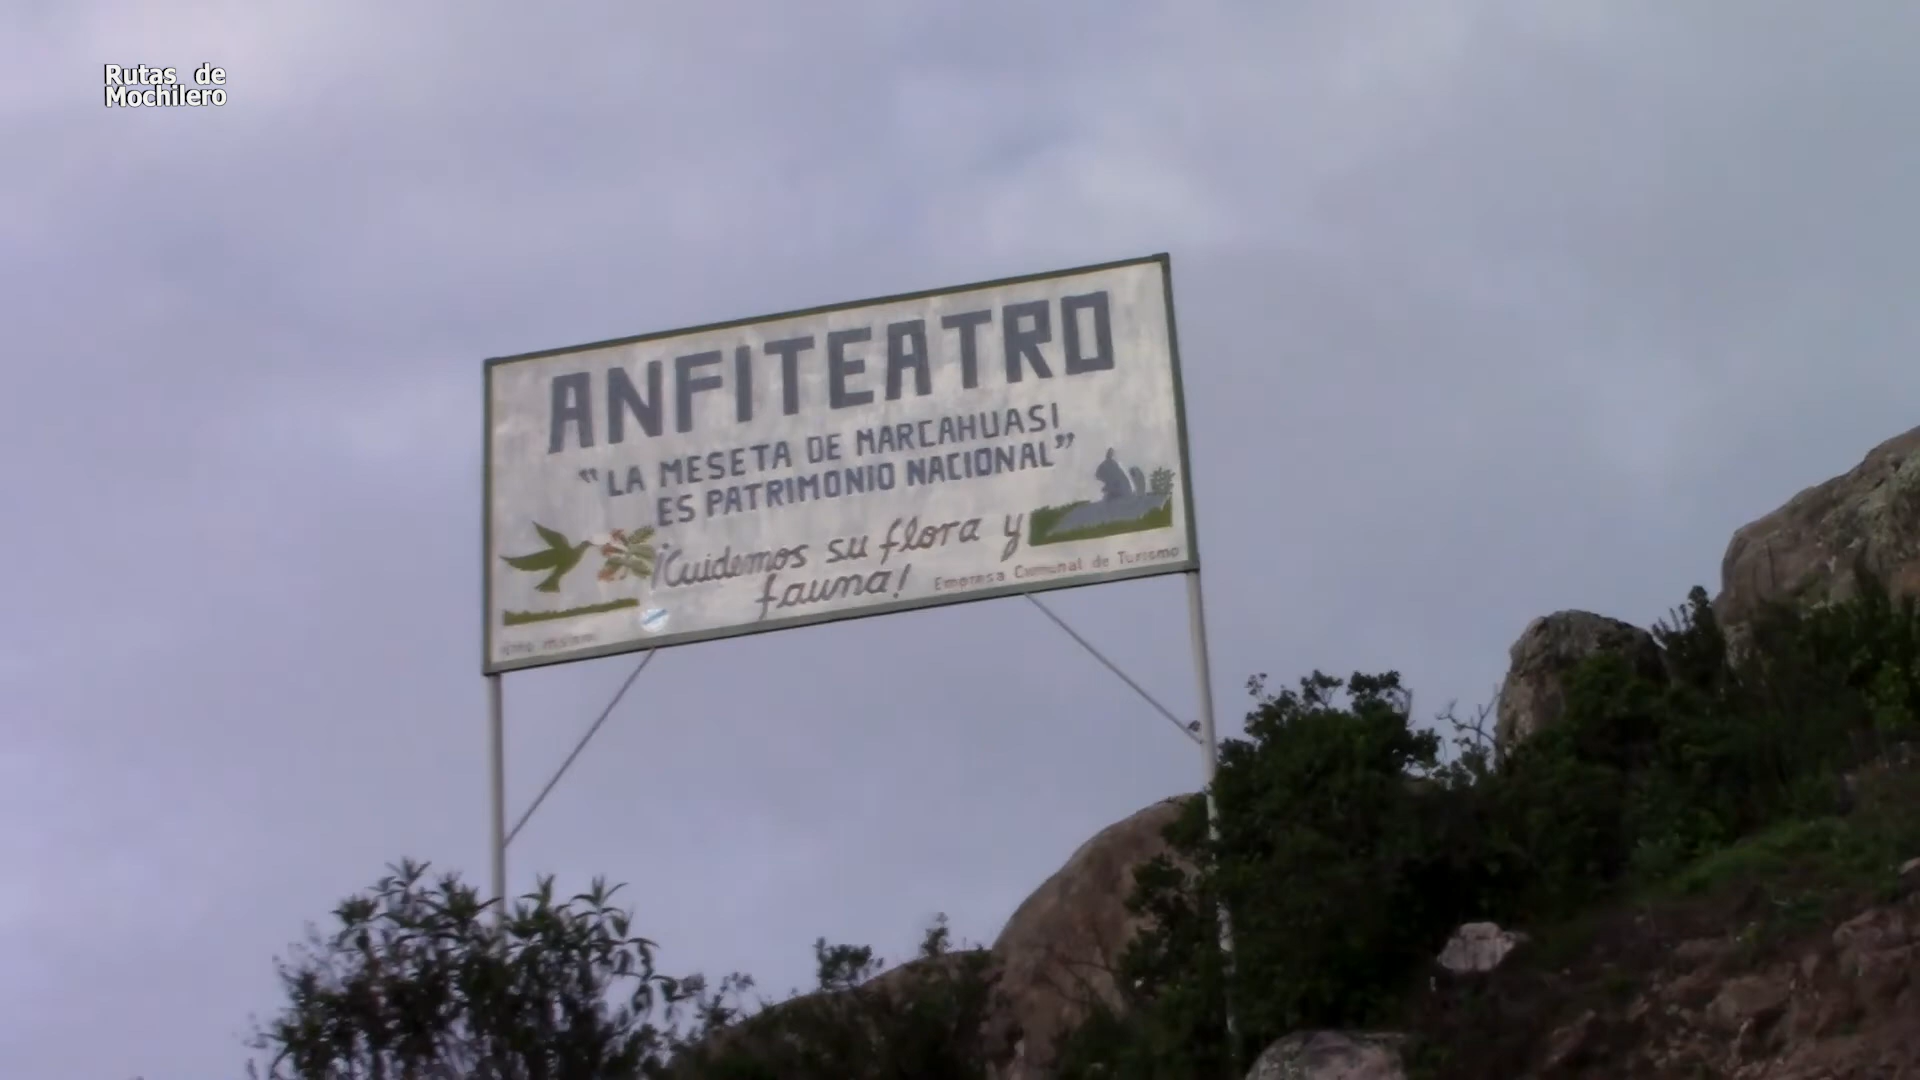 Rutas de
Mochilero
ANFITEATRO
“LA MESETA DE MARCAHUASI
ES PATRIMONIO NACIONAL”
¡Cuidemos su flora y
fauna!
Empresa Comunal de Turismo